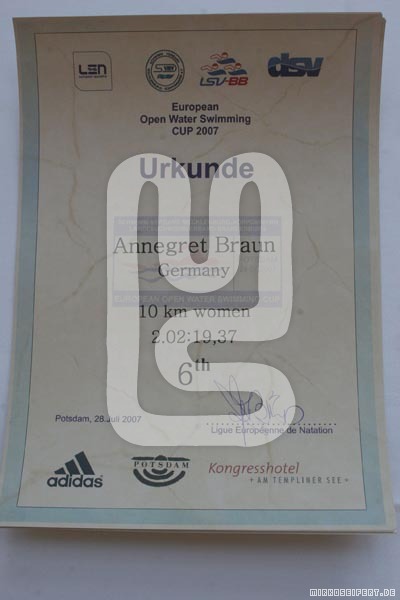 LEN
LSV-BB
dsv
European
Open Water Swimming
CUP 2007
Urkunde
Annegret Braun
Germany
EUROPEAN OPEN WATER SWIMMING CUP
10 km women
2.02:19,37
6th
Potsdam, 28.Juli 2007
Ligue Européenne de Natation
adidas
POTSDAM
Kongresshotel
• AM TEMPLINER SEE •
MIRKOSEIFERT.DE